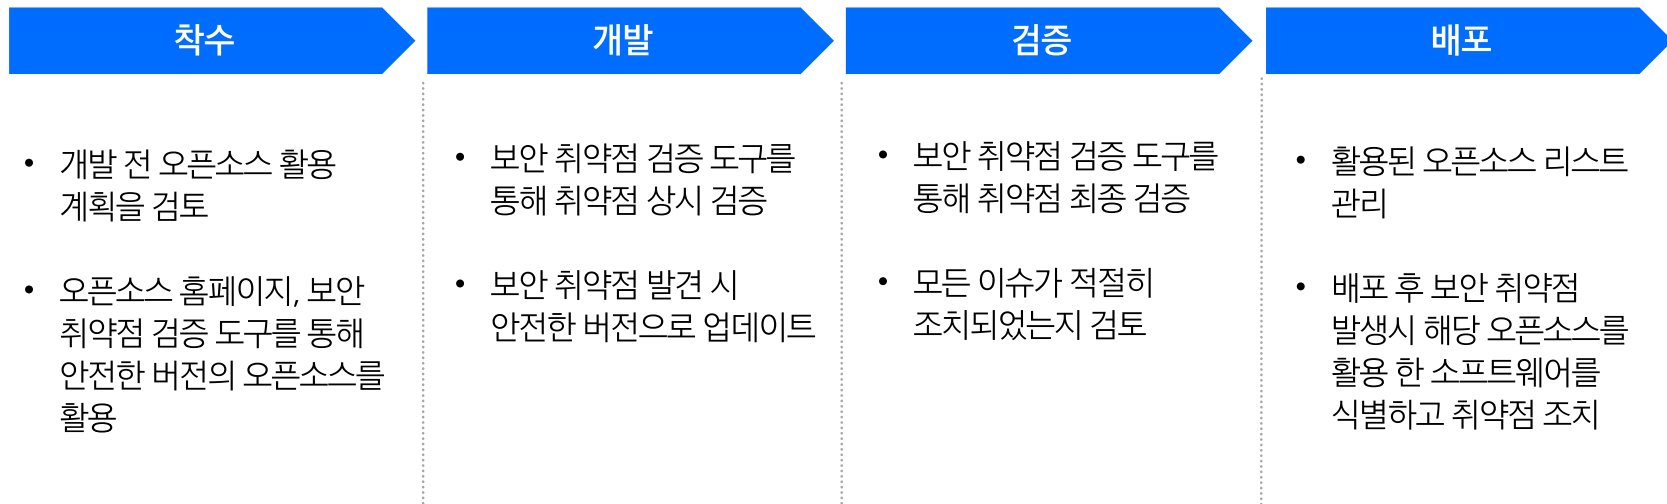 착수
• 개발 전 오픈소스 활용
계획을 검토
• 오픈소스 홈페이지, 보안
취약점 검증 도구를 통해
안전한 버전의 오픈소스를
활용
개발
• 보안 취약점 검증 도구를
통해 취약점 상시 검증
• 보안 취약점 발견 시
안전한 버전으로 업데이트
검증
• 보안 취약점 검증 도구를
통해 취약점 최종 검증
• 모든 이슈가 적절히
조치되었는지 검토
배포
• 활용된 오픈소스 리스트
관리
• 배포 후 보안 취약점
발생시 해당 오픈소스를
활용 한 소프트웨어를
식별하고 취약점 조치